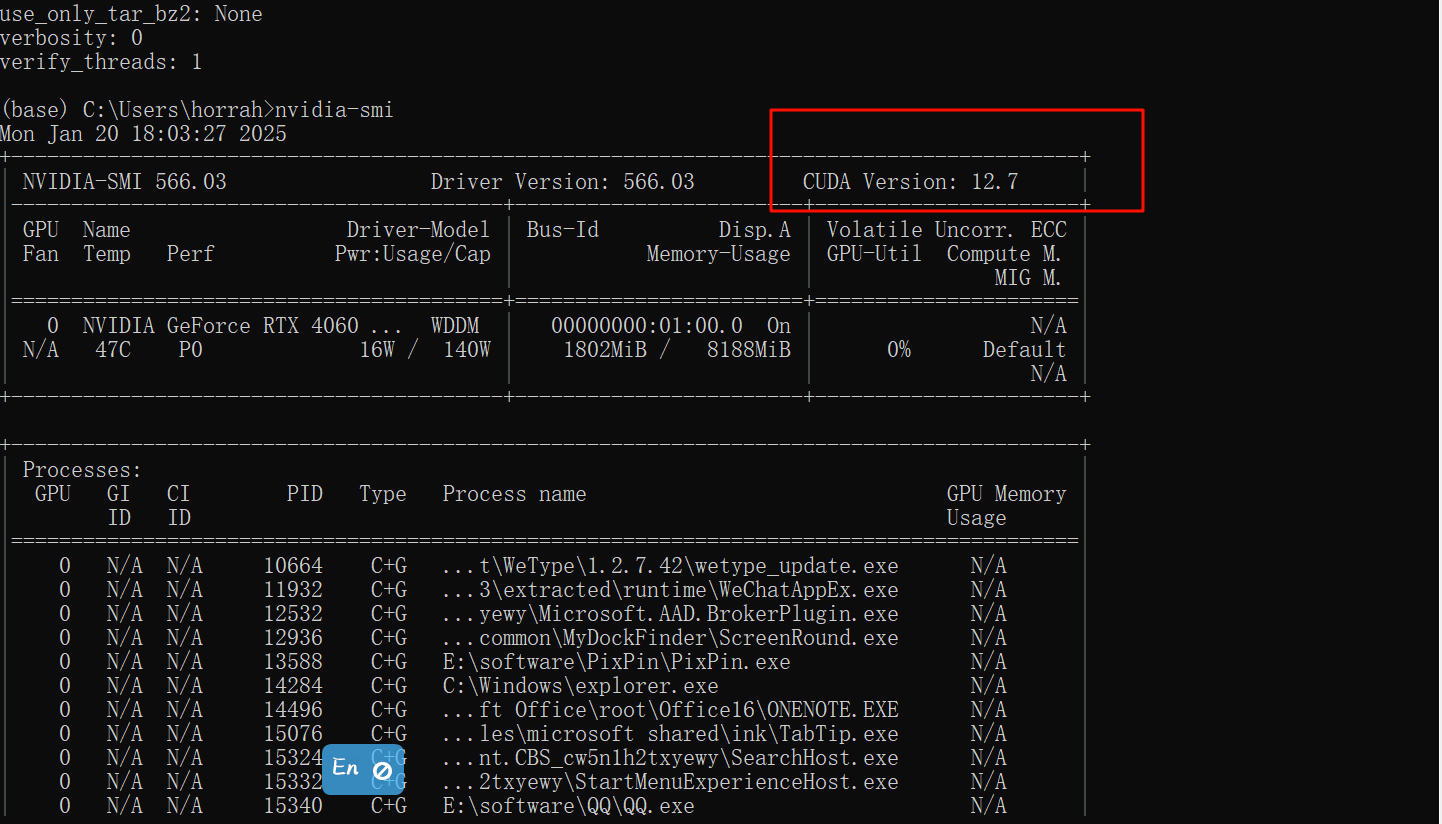 use_only_tar_bz2: None
verbosity: 0
verify_threads: 1
(base) C:\Users\horrah>nvidia-smi
Mon Jan 20 18:03:27 2025
NVIDIA-SMI 566.03 Driver Version: 566.03 CUDA Version: 12.7
GPU Name Driver-Model Bus-Id Disp.A Volatile Uncorr. ECC
Fan Temp Perf Pwr:Usage/Cap Memory-Usage GPU-Util Compute M.
MIG M.
0 NVIDIA GeForce RTX 4060 ... WDDM 00000000:01:00.0 On N/A
N/A 47C P0 16W / 140W 1802MiB / 8188MiB 0% Default
N/A
Processes:
GPU GI CI PID Type Process name GPU Memory
ID ID Usage
0 N/A N/A 10664 C+G ...t\WeType\1.2.7.42\wetype_update.exe N/A
0 N/A N/A 11932 C+G ...3\extracted\runtime\WeChatAppEx.exe N/A
0 N/A N/A 12532 C+G ...yewy\Microsoft.AAD.BrokerPlugin.exe N/A
0 N/A N/A 12936 C+G ...common\MyDockFinder\ScreenRound.exe N/A
0 N/A N/A 13588 C+G E:\software\PixPin\PixPin.exe N/A
0 N/A N/A 14284 C+G C:\Windows\explorer.exe N/A
0 N/A N/A 14496 C+G ...ft Office\root\Office16\ONENOTE.EXE N/A
0 N/A N/A 15076 C+G ...les\microsoft shared\ink\TabTip.exe N/A
0 N/A N/A 15324 C+G ...nt.CBS_cw5n1h2txyewy\SearchHost.exe N/A
En
0 N/A N/A 15332 C+G ...2txyewy\StartMenuExperienceHost.exe N/A
0 N/A N/A 15340 C+G E:\software\QQ\QQ.exe N/A